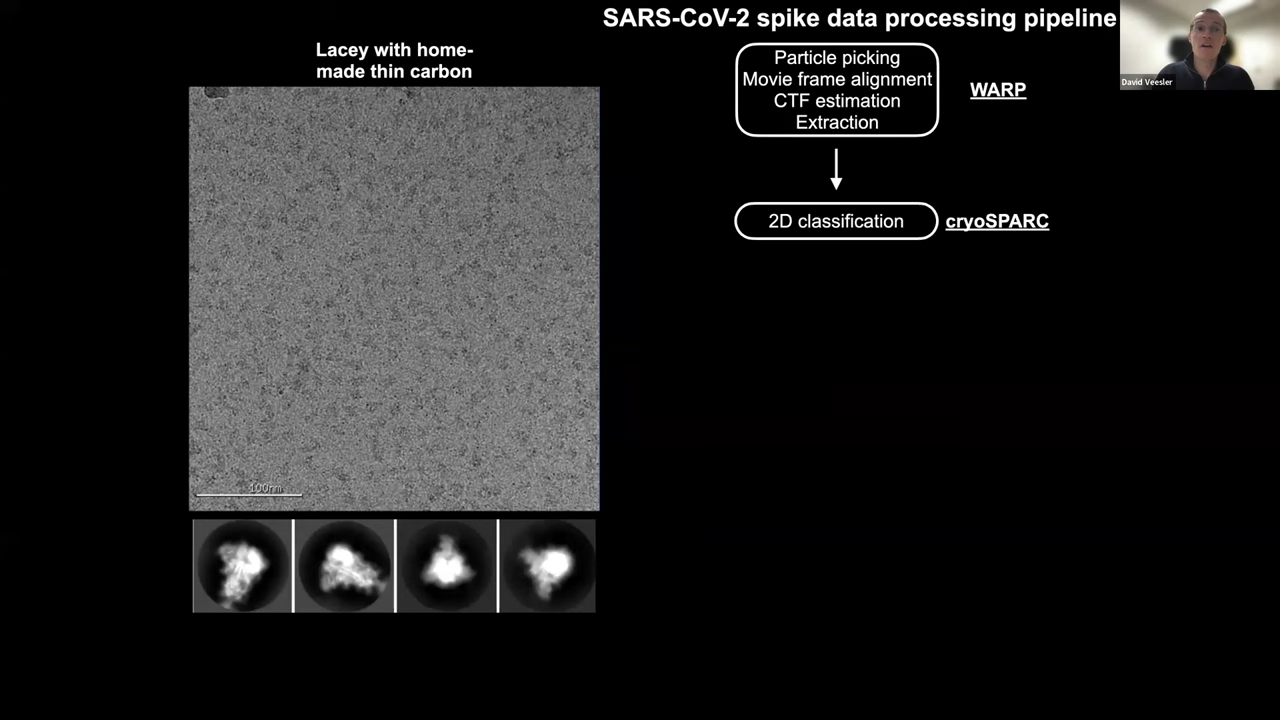 SARS-CoV-2 spike data processing pipeline
Lacey with home-
made thin carbon
100nm
Particle picking
Movie frame alignment
CTF estimation
Extraction
WARP
2D classification
cryoSPARC
David Veesler